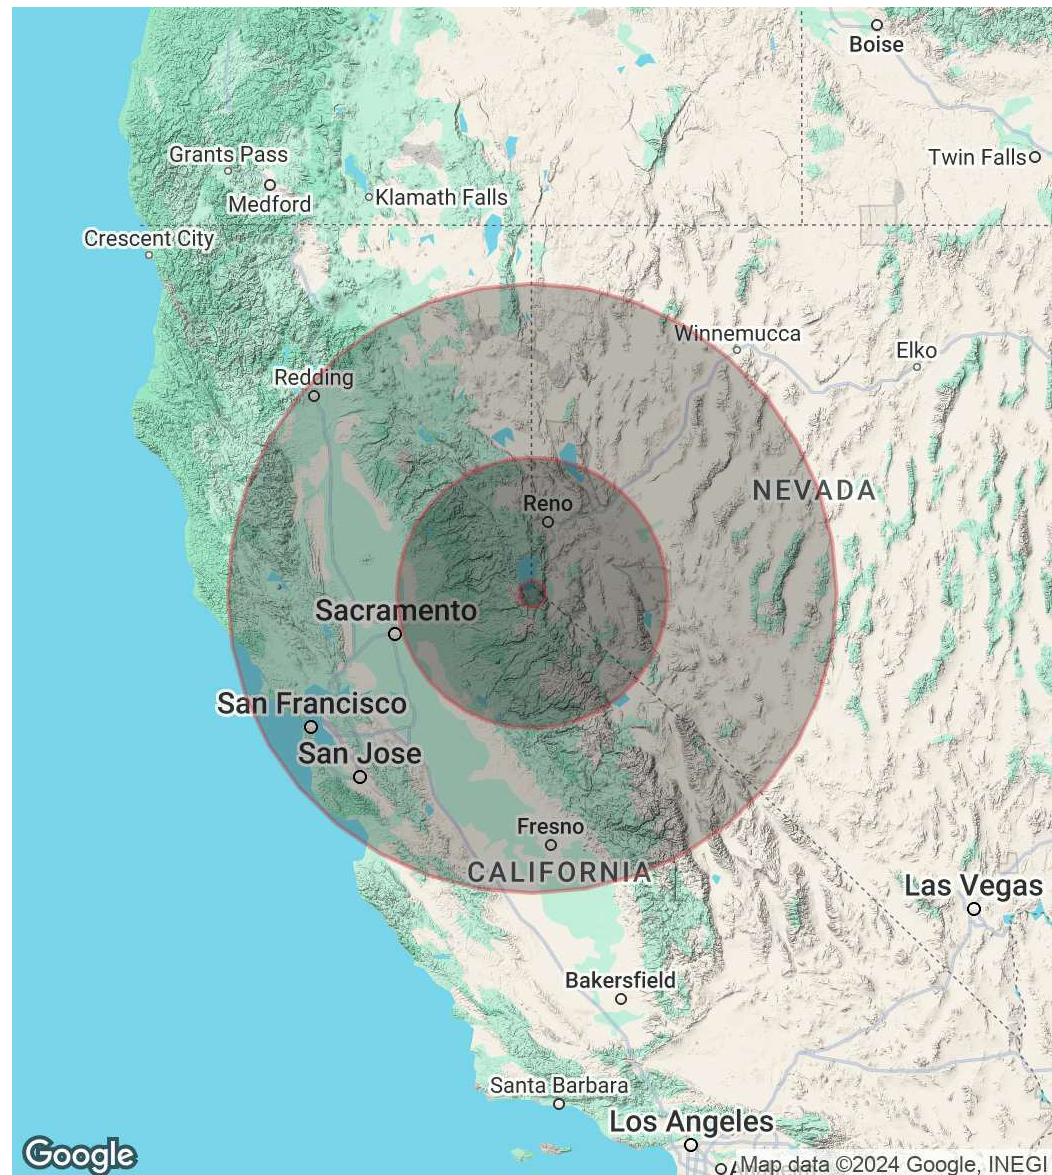 Boise
Twin Falls
Grants Pass
Medford
Klamath Falls
Crescent City
Winnemucca
Elko
Redding
NEVADA
Reno
Sacramento
San Francisco
San Jose
Fresno
CALIFORNIA
Las Vegas
Bakersfield
Santa Barbara
Los Angeles
Google
Map data ©2024 Google, INEGI